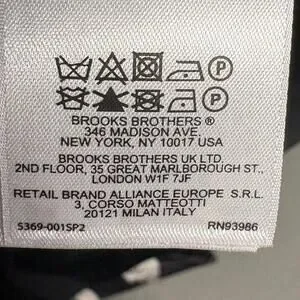 P
P
BROOKS BROTHERS ®
346 MADISON AVE.
NEW YORK, NY 10017 USA
BROOKS BROTHERS UK LTD.
2ND FLOOR, 35 GREAT MARLBOROUGH ST.,
LONDON W1F 7JF
RETAIL BRAND ALLIANCE EUROPE S.R.L.
3, CORSO MATTEOTTI
20121 MILAN ITALY
5369-001SP2 RN93986